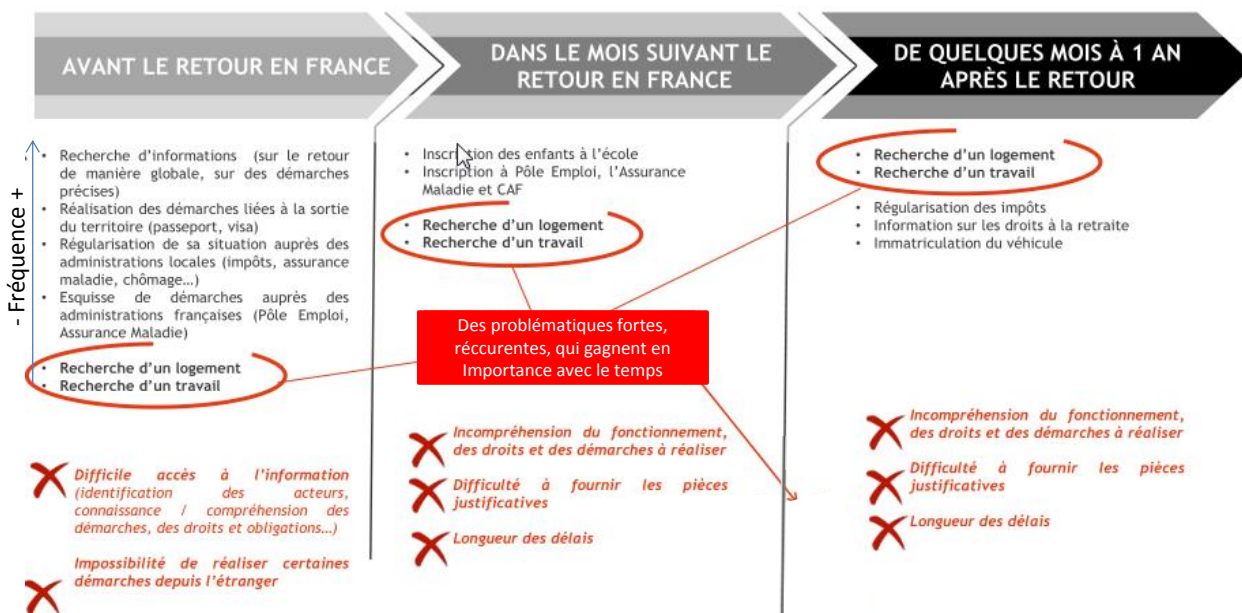 AVANT LE RETOUR EN FRANCE
DANS LE MOIS SUIVANT LE
RETOUR EN FRANCE
DE QUELQUES MOIS À 1 AN
APRÈS LE RETOUR
- Fréquence +
• Recherche d'informations (sur le retour
de manière globale, sur des démarches
précises)
• Réalisation des démarches liées à la sortie
du territoire (passeport, visa)
• Régularisation de sa situation auprès des
administrations locales (impôts, assurance
maladie, chômage…)
• Esquisse de démarches auprès des
administrations françaises (Pôle Emploi,
Assurance Maladie)
• Recherche d'un logement
• Recherche d'un travail
Difficile accès à l'information
(identification des acteurs,
connaissance / compréhension des
démarches, des droits et obligations…)
Impossibilité de réaliser certaines
démarches depuis l'étranger
• Inscription des enfants à l'école
• Inscription à Pôle Emploi, l'Assurance
Maladie et CAF
• Recherche d'un logement
• Recherche d'un travail
Des problématiques fortes,
réccurentes, qui gagnent en
Importance avec le temps
Incompréhension du fonctionnement,
des droits et des démarches à réaliser
Difficulté à fournir les pièces
justificatives
Longueur des délais
• Recherche d'un logement
• Recherche d'un travail
• Régularisation des impôts
• Information sur les droits à la retraite
• Immatriculation du véhicule
Incompréhension du fonctionnement,
des droits et des démarches à réaliser
Difficulté à fournir les pièces
justificatives
Longueur des délais